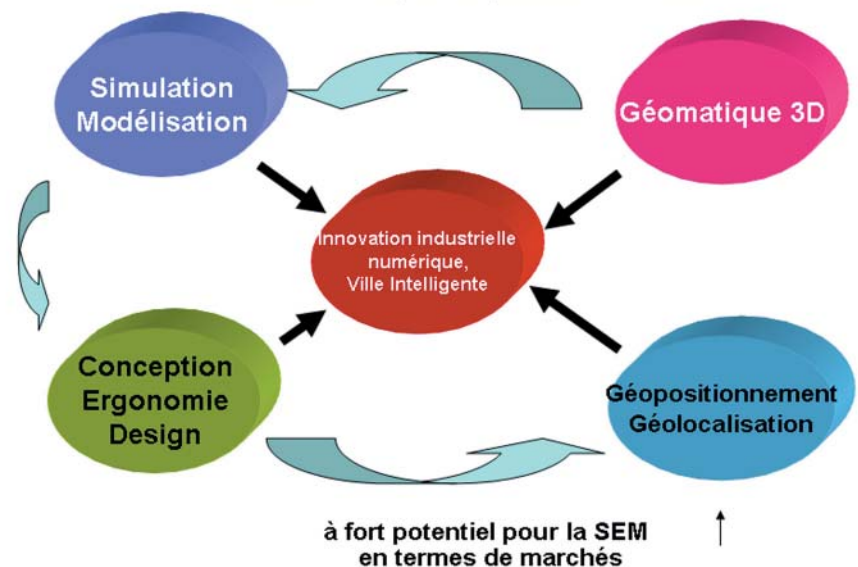 Simulation
Modélisation
Géomatique 3D
Innovation industrielle
numérique,
Ville Intelligente
Conception
Ergonomie
Design
Géopositionnement
Géolocalisation
à fort potentiel pour la SEM
en termes de marchés